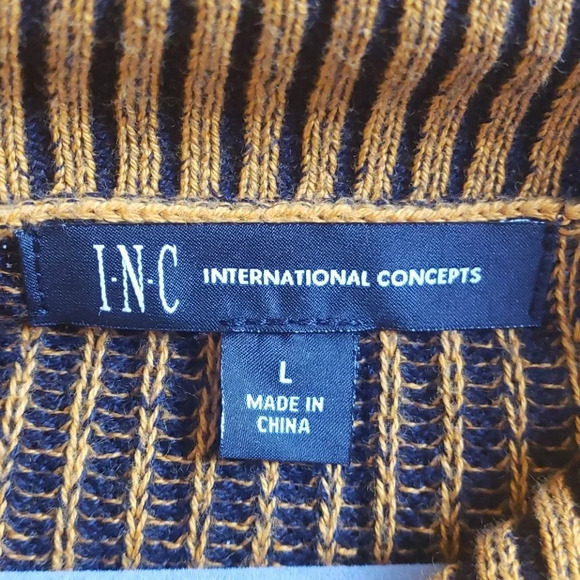 I·N·C INTERNATIONAL CONCEPTS
L
MADE IN
CHINA